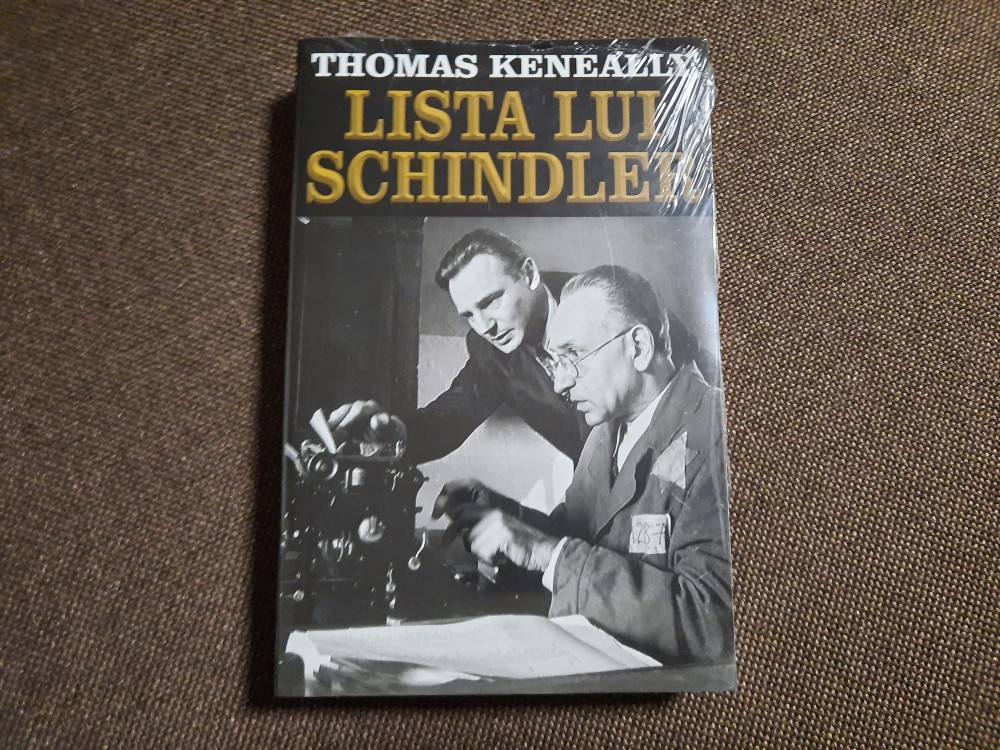 THOMAS KENEALLY
LISTA LUI
SCHINDLER